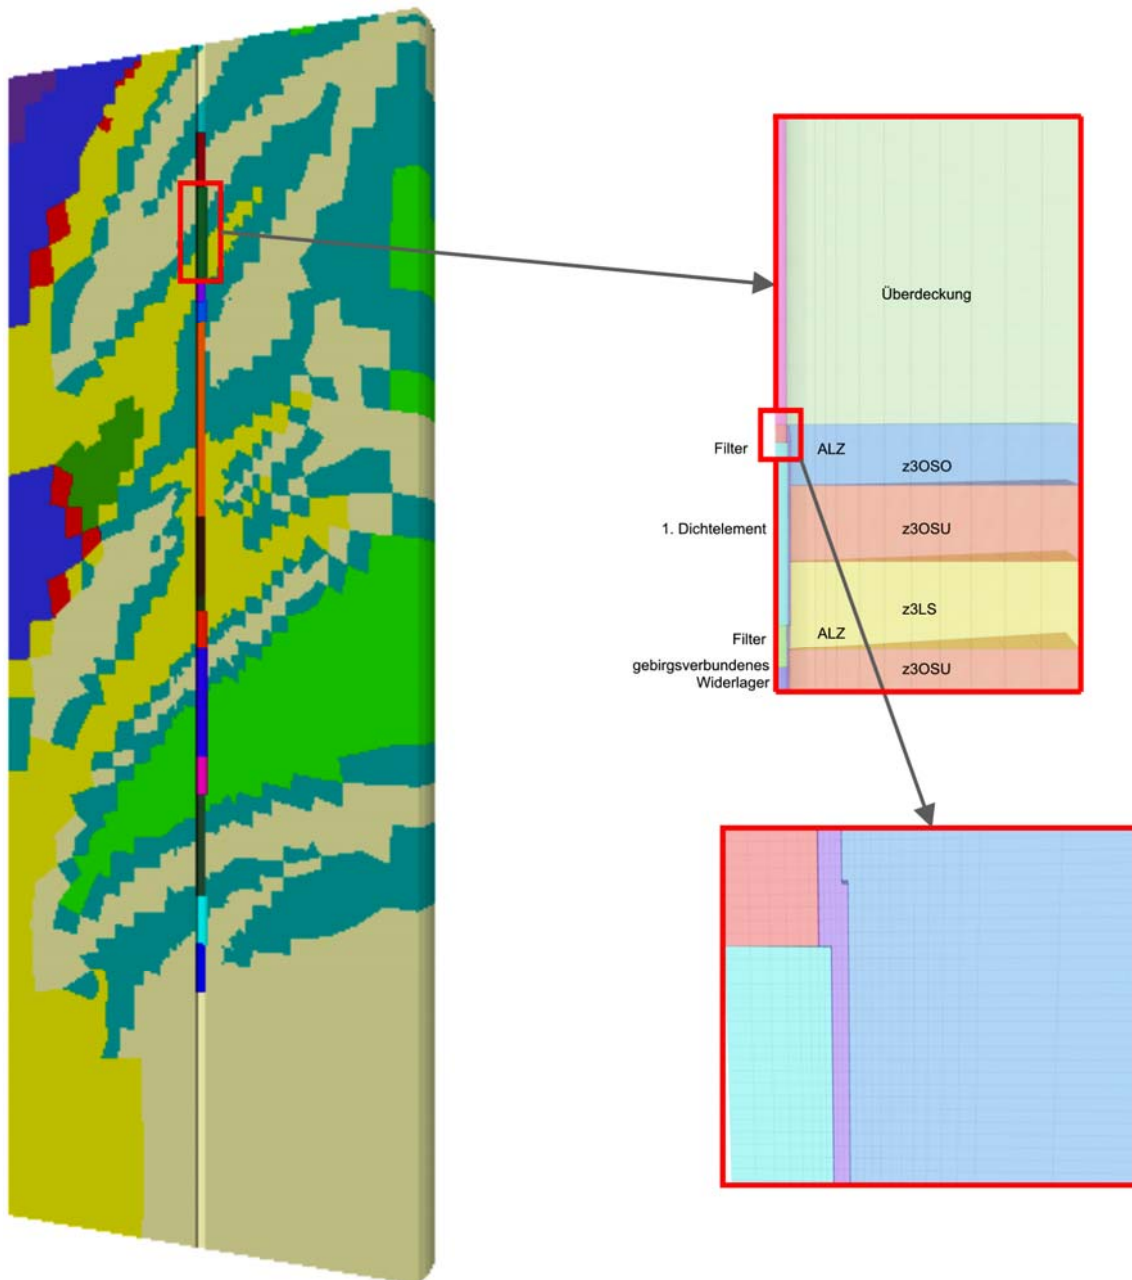 Überdeckung
Filter
ALZ
z3OSO
1. Dichtelement
z3OSU
z3LS
Filter
ALZ
gebirgsverbundenes
Widerlager
z3OSU